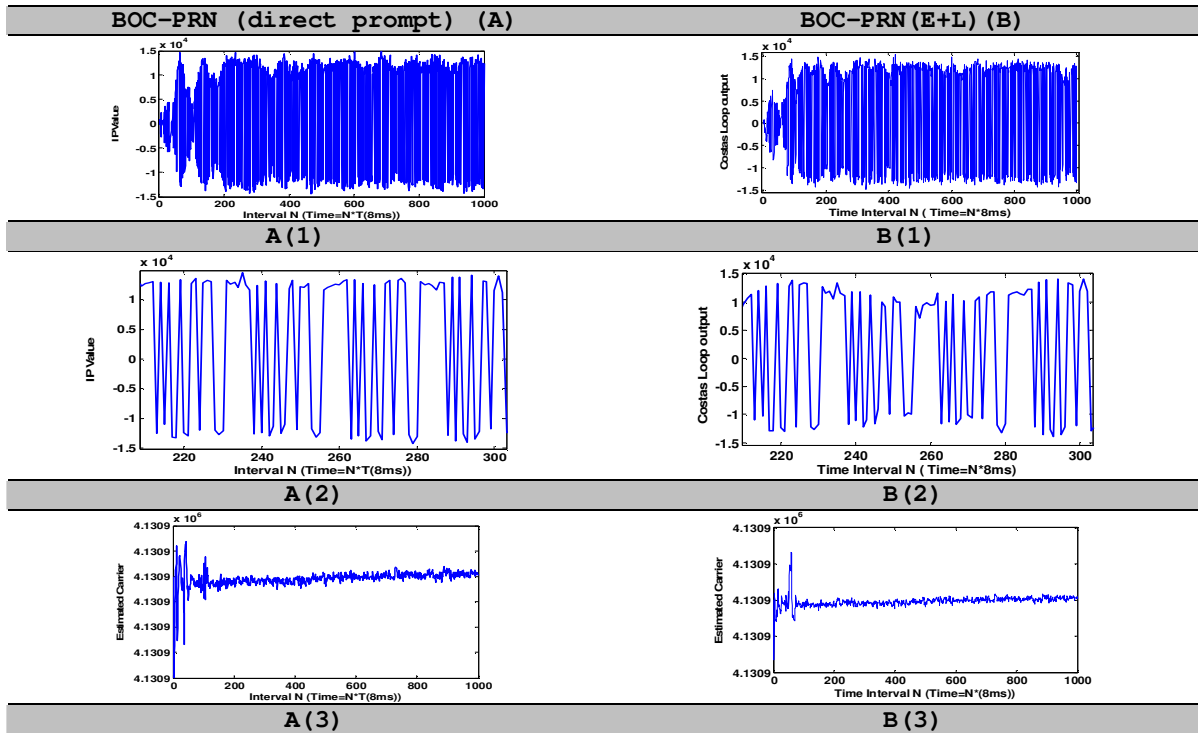 BOC-PRN (direct prompt) (A)
BOC-PRN(E+L)(B)
x 10^4
1.5
1
0.5
0
-0.5
-1
-1.5
IP Value
0 200 400 600 800 1000
Interval N (Time=N*T(8ms))
x 10^4
1.5
1
0.5
0
-0.5
-1
-1.5
Costas Loop output
0 200 400 600 800 1000
Time Interval N ( Time=N*8ms)
A(1)
B(1)
x 10^4
1
0.5
0
-0.5
-1
-1.5
IP Value
220 240 260 280 300
Interval N (Time=N*T(8ms))
x 10^4
1.5
1
0.5
0
-0.5
-1
-1.5
Costas Loop output
220 240 260 280 300
Time Interval N ( Time=N*8ms)
A(2)
B(2)
x 10^6
4.1309
4.1309
4.1309
4.1309
4.1309
4.1309
4.1309
Estimated Carrier
0 200 400 600 800 1000
Interval N (Time=N*T(8ms))
x 10^6
4.1309
4.1309
4.1309
4.1309
4.1309
Estimated Carrier
0 200 400 600 800 1000
Time Interval N (Time=N*(8ms))
A(3)
B(3)